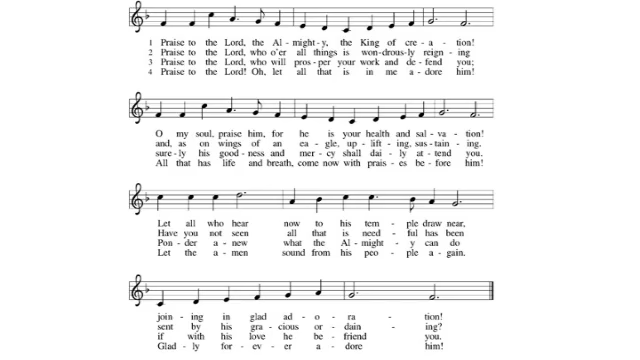 1 Praise to the Lord, the Al - might - y, the King of cre - a - tion!
2 Praise to the Lord, who o'er all things is won - drous - ly reign - ing
3 Praise to the Lord, who will pros - per your work and de - fend you;
4 Praise to the Lord! Oh, let all that is in me a - dore him!
O my soul, praise him, for he is your health and sal - va - tion!
and, as on wings of an ea - gle, up - lift - ing, sus - tain - ing.
sure - ly his good - ness and mer - cy shall dai - ly at - tend you.
All that has life and breath, come now with prais - es be - fore him!
Let all who hear now to his tem - ple draw near,
Have you not seen all that is need - ful has been
Pon - der a - new what the Al - might - y can do
Let the a - men sound from his peo - ple a - gain.
join - ing in glad ad - o - ra - tion!
sent by his gra - cious or - dain - ing?
if with his love he be - friend you.
Glad - ly for - ev - er a - dore him!